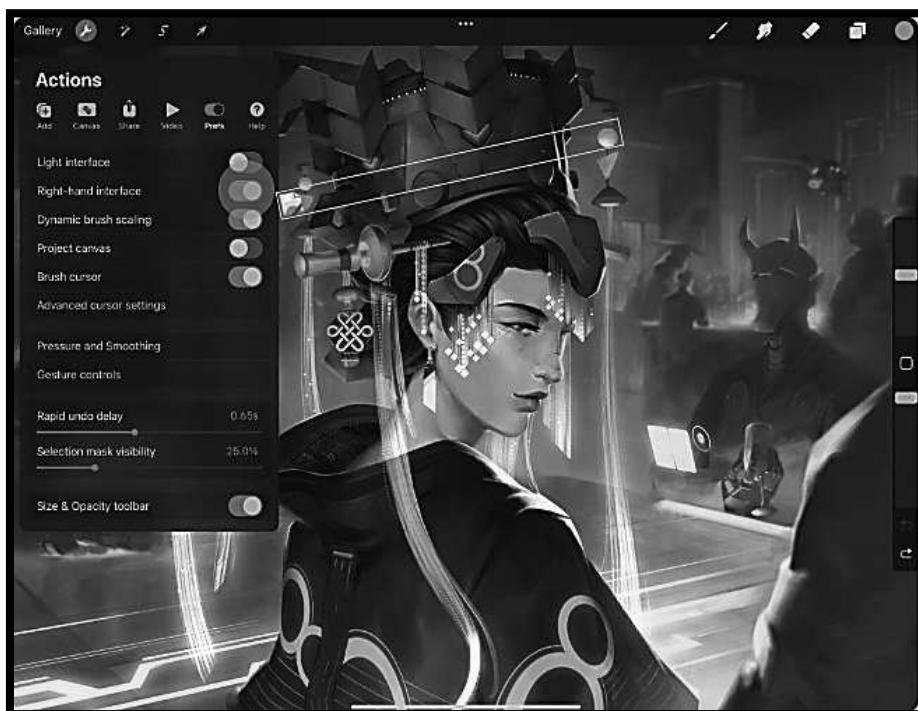 Gallery
Actions
Add Canvas Share Video Prefs Help
Light interface
Right-hand interface
Dynamic brush scaling
Project canvas
Brush cursor
Advanced cursor settings
Pressure and Smoothing
Gesture controls
Rapid undo delay 0.65s
Selection mask visibility 25.0%
Size & Opacity toolbar